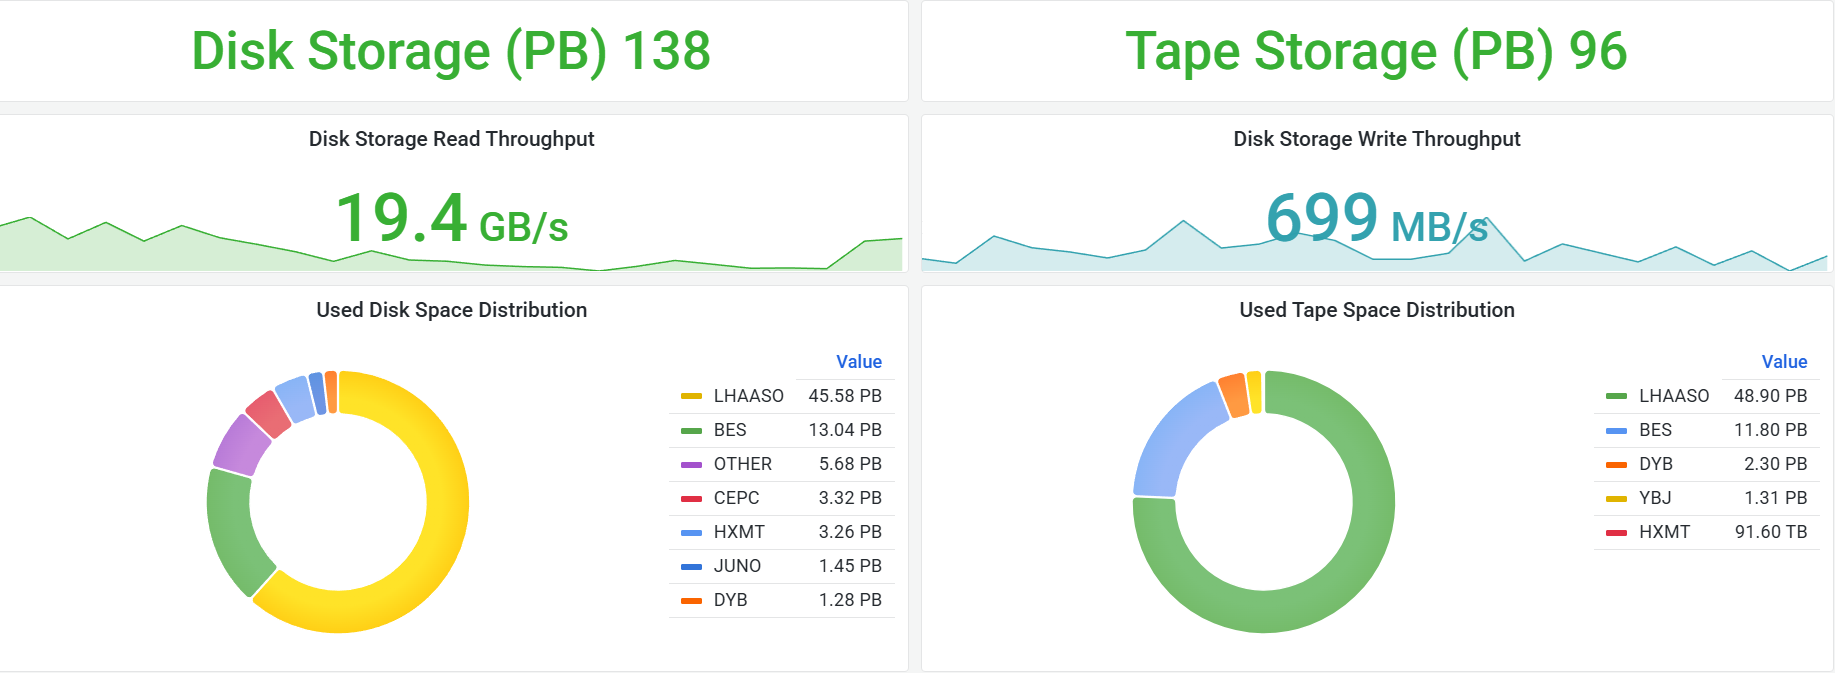 Disk Storage (PB) 138
Tape Storage (PB) 96
Disk Storage Read Throughput
19.4 GB/s
Disk Storage Write Throughput
699 MB/s
Used Disk Space Distribution
Value
LHAASO 45.58 PB
BES 13.04 PB
OTHER 5.68 PB
CEPC 3.32 PB
HXMT 3.26 PB
JUNO 1.45 PB
DYB 1.28 PB
Used Tape Space Distribution
Value
LHAASO 48.90 PB
BES 11.80 PB
DYB 2.30 PB
YBJ 1.31 PB
HXMT 91.60 TB